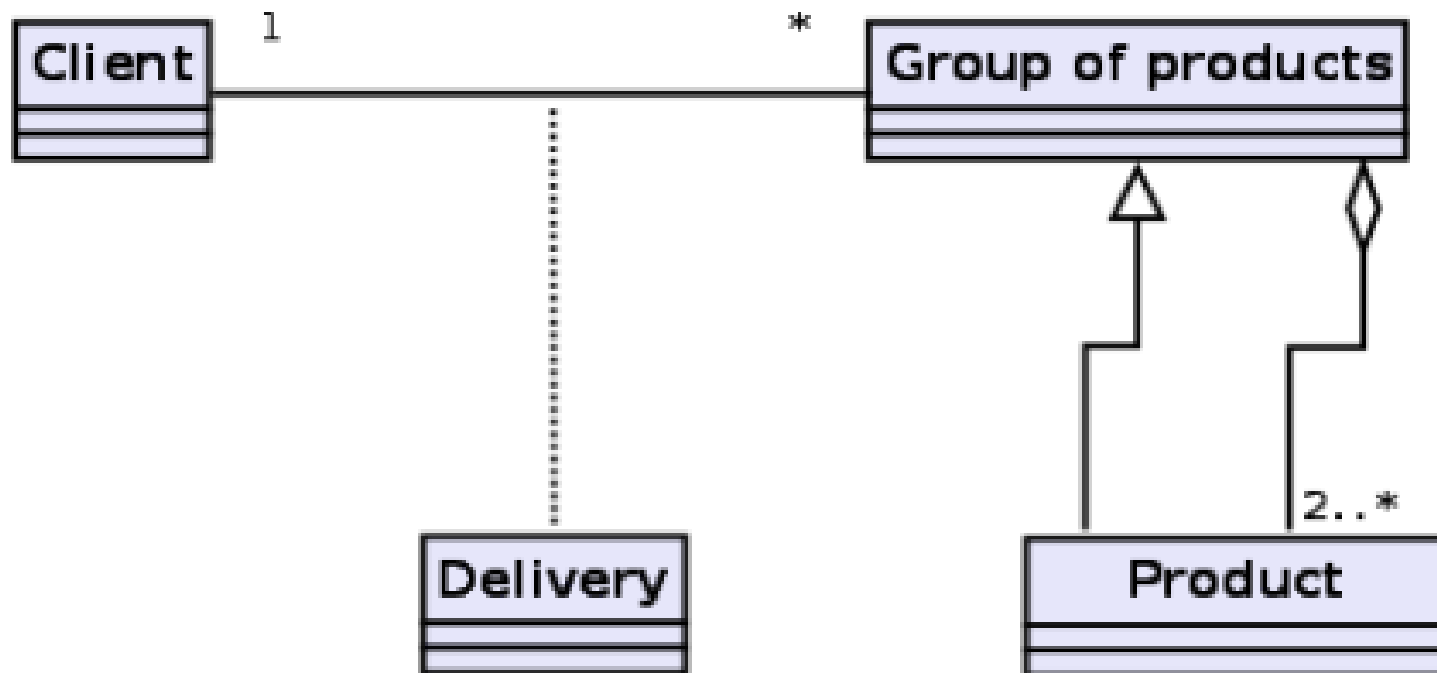 1
*
Client
Group of products
2..*
Delivery
Product